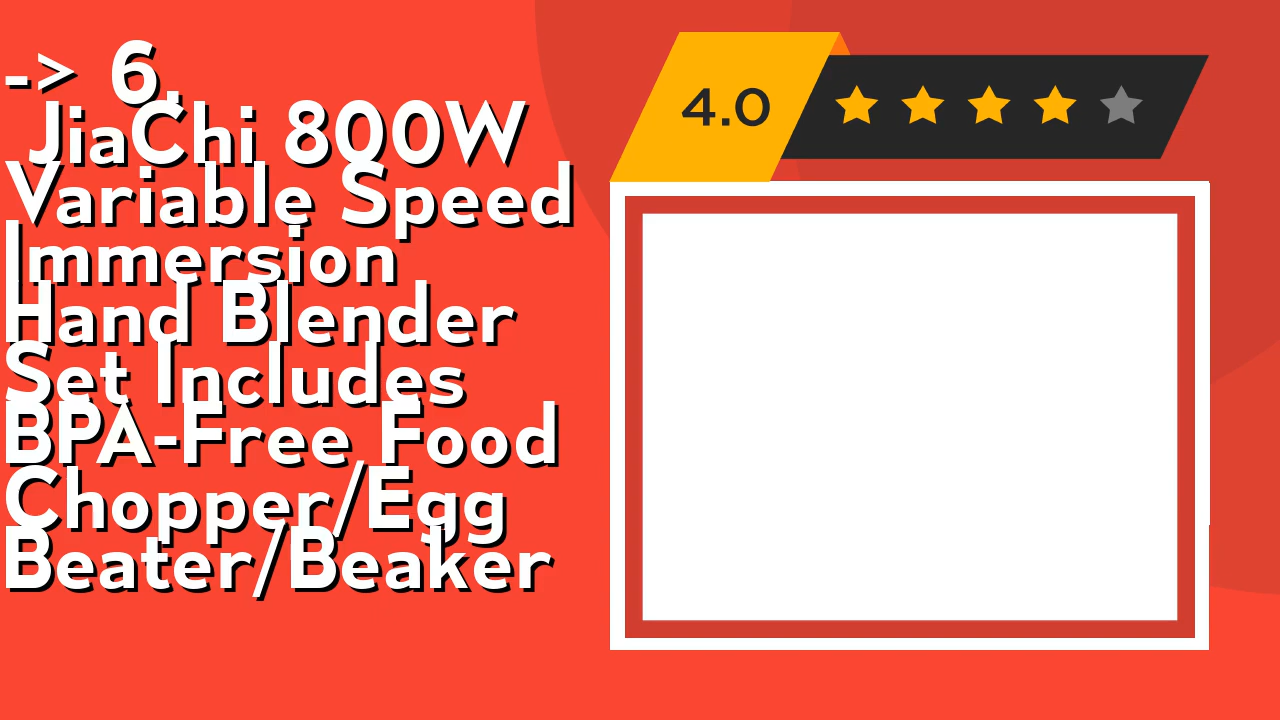 -> 6.
JiaChi 800W
Variable Speed
Immersion
Hand Blender
Set Includes
BPA-Free Food
Chopper/Egg
Beater/Beaker
4.0